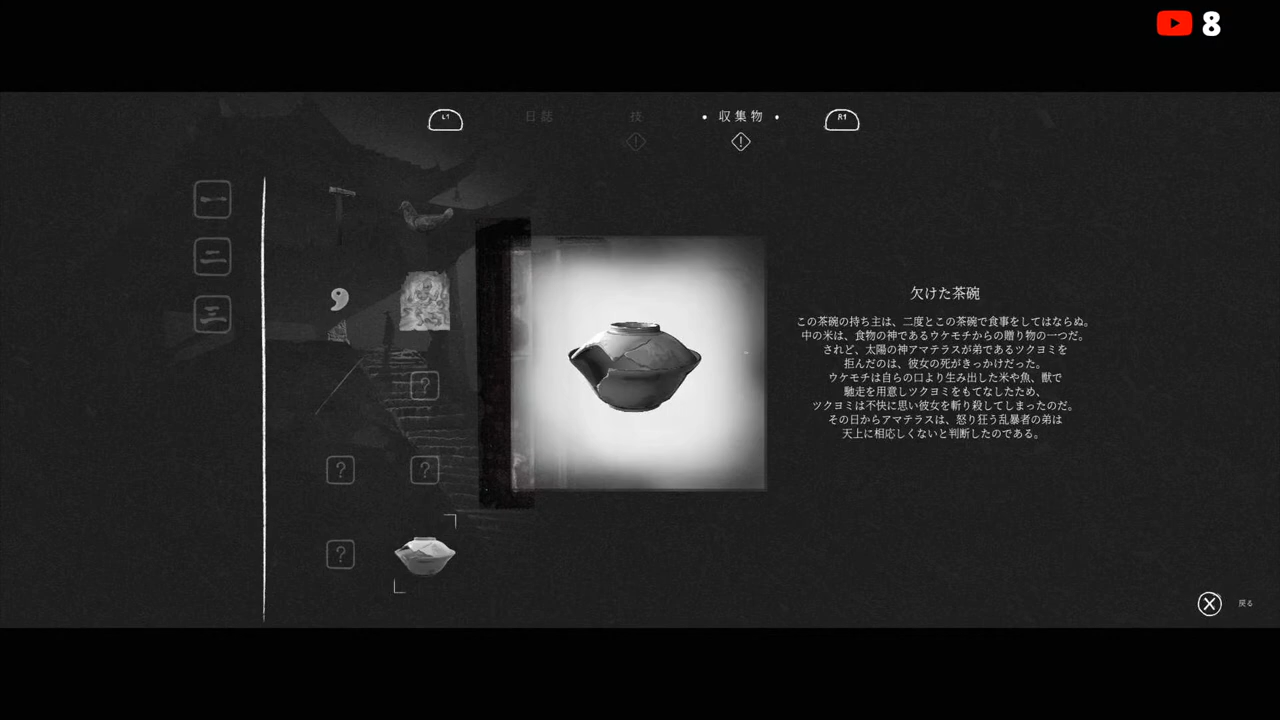 8
L1
日誌
技
収集物
R1
!
!
一
二
三
?
?
?
?
欠けた茶碗
この茶碗の持ち主は、二度とこの茶碗で食事をしてはならぬ。
中の米は、食物の神であるウケモチからの贈り物の一つだ。
されど、太陽の神アマテラスが弟であるツクヨミを
拒んだのは、彼女の死がきっかけだった。
ウケモチは自らの口より生み出した米や魚、獣で
馳走を用意しツクヨミをもてなしたため、
ツクヨミは不快に思い彼女を斬り殺してしまったのだ。
その日からアマテラスは、怒り狂う乱暴者の弟は
天上に相応しくないと判断したのである。
戻る